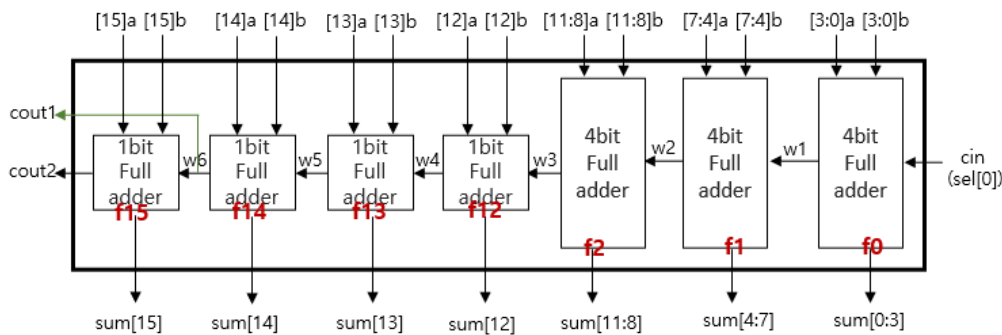 [15]a [15]b [14]a [14]b [13]a [13]b [12]a [12]b [11:8]a [11:8]b [7:4]a [7:4]b [3:0]a [3:0]b
cout1
cout2
1bit
Full
adder
f15
w6
1bit
Full
adder
f14
w5
1bit
Full
adder
f13
w4
1bit
Full
adder
f12
w3
4bit
Full
adder
f2
w2
4bit
Full
adder
f1
w1
4bit
Full
adder
f0
cin
(sel[0])
sum[15] sum[14] sum[13] sum[12] sum[11:8] sum[4:7] sum[0:3]